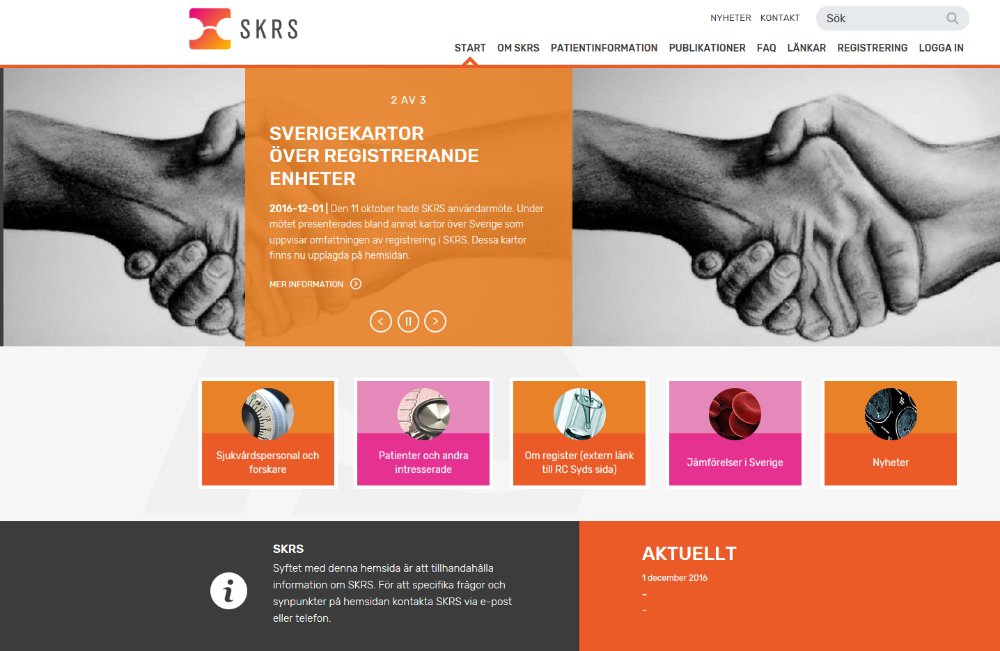 SKRS
NYHETER KONTAKT
Sök
START OM SKRS PATIENTINFORMATION PUBLIKATIONER FAQ LÄNKAR REGISTRERING LOGGA IN
2 AV 3
SVERIGEKARTOR
ÖVER REGISTRERANDE
ENHETER
2016-12-01 | Den 11 oktober hade SKRS användarmöte. Under
mötet presenterades bland annat kartor över Sverige som
uppvisar omfattningen av registrering i SKRS. Dessa kartor
finns nu upplagda på hemsidan.
MER INFORMATION
Sjukvårdspersonal och
forskare
Patienter och andra
intresserade
Om register (extern länk
till RC Syds sida)
Jämförelser i Sverige
Nyheter
SKRS
Syftet med denna hemsida är att tillhandahålla
information om SKRS. För att specifika frågor och
synpunkter på hemsidan kontakta SKRS via e-post
eller telefon.
AKTUELLT
1 december 2016
-
-